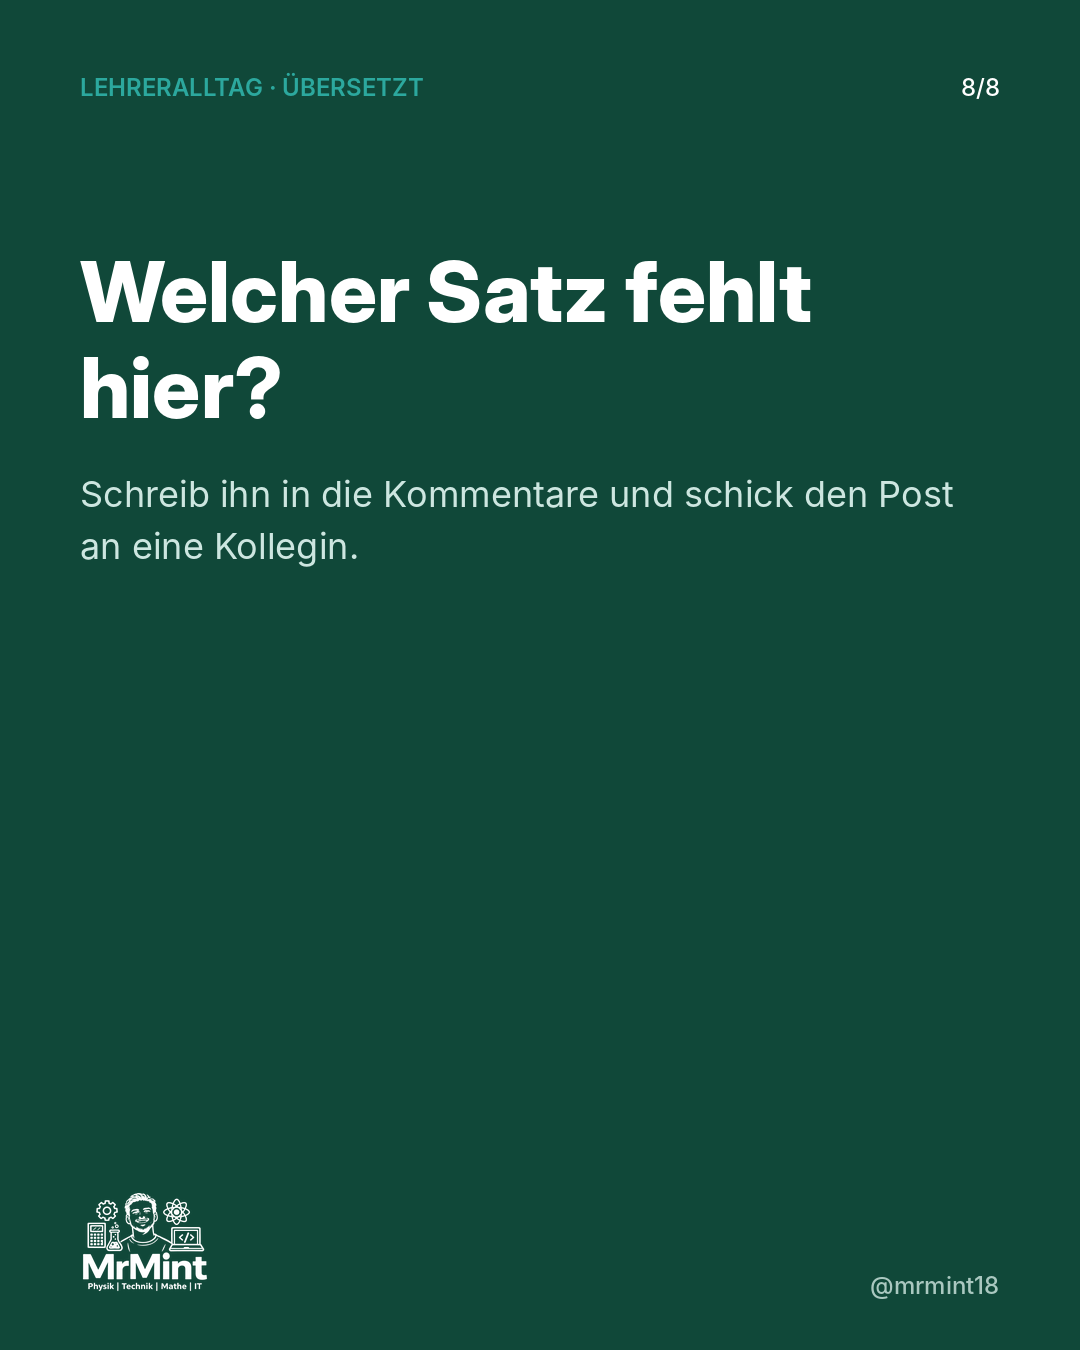 LEHRERALLTAG · ÜBERSETZT
8/8
Welcher Satz fehlt
hier?
Schreib ihn in die Kommentare und schick den Post
an eine Kollegin.
MrMint
Physik | Technik | Mathe | IT
@mrmint18